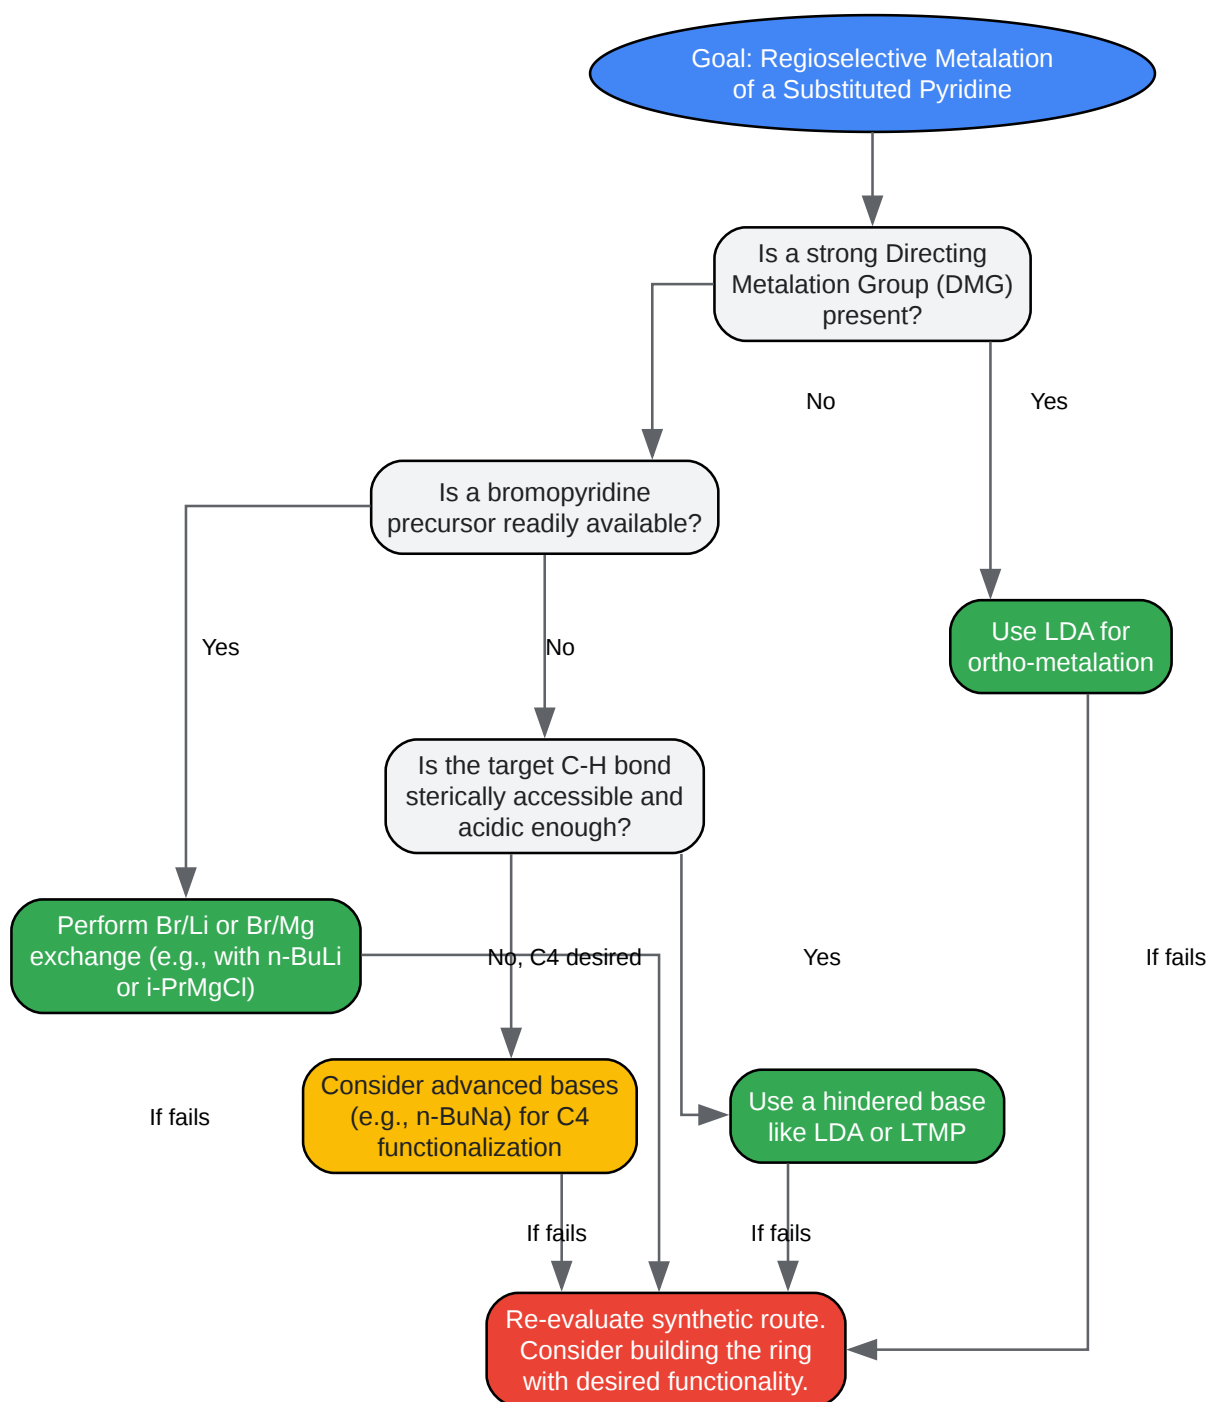 Goal: Regioselective Metalation
of a Substituted Pyridine
Is a strong Directing
Metalation Group (DMG)
present?
No
Yes
Is a bromopyridine
precursor readily available?
Use LDA for
ortho-metalation
Yes
No
Is the target C-H bond
sterically accessible and
acidic enough?
Perform Br/Li or Br/Mg
exchange (e.g., with n-BuLi
or i-PrMgCl)
No, C4 desired
Yes
If fails
Consider advanced bases
(e.g., n-BuNa) for C4
functionalization
Use a hindered base
like LDA or LTMP
If fails
If fails
If fails
Re-evaluate synthetic route.
Consider building the ring
with desired functionality.